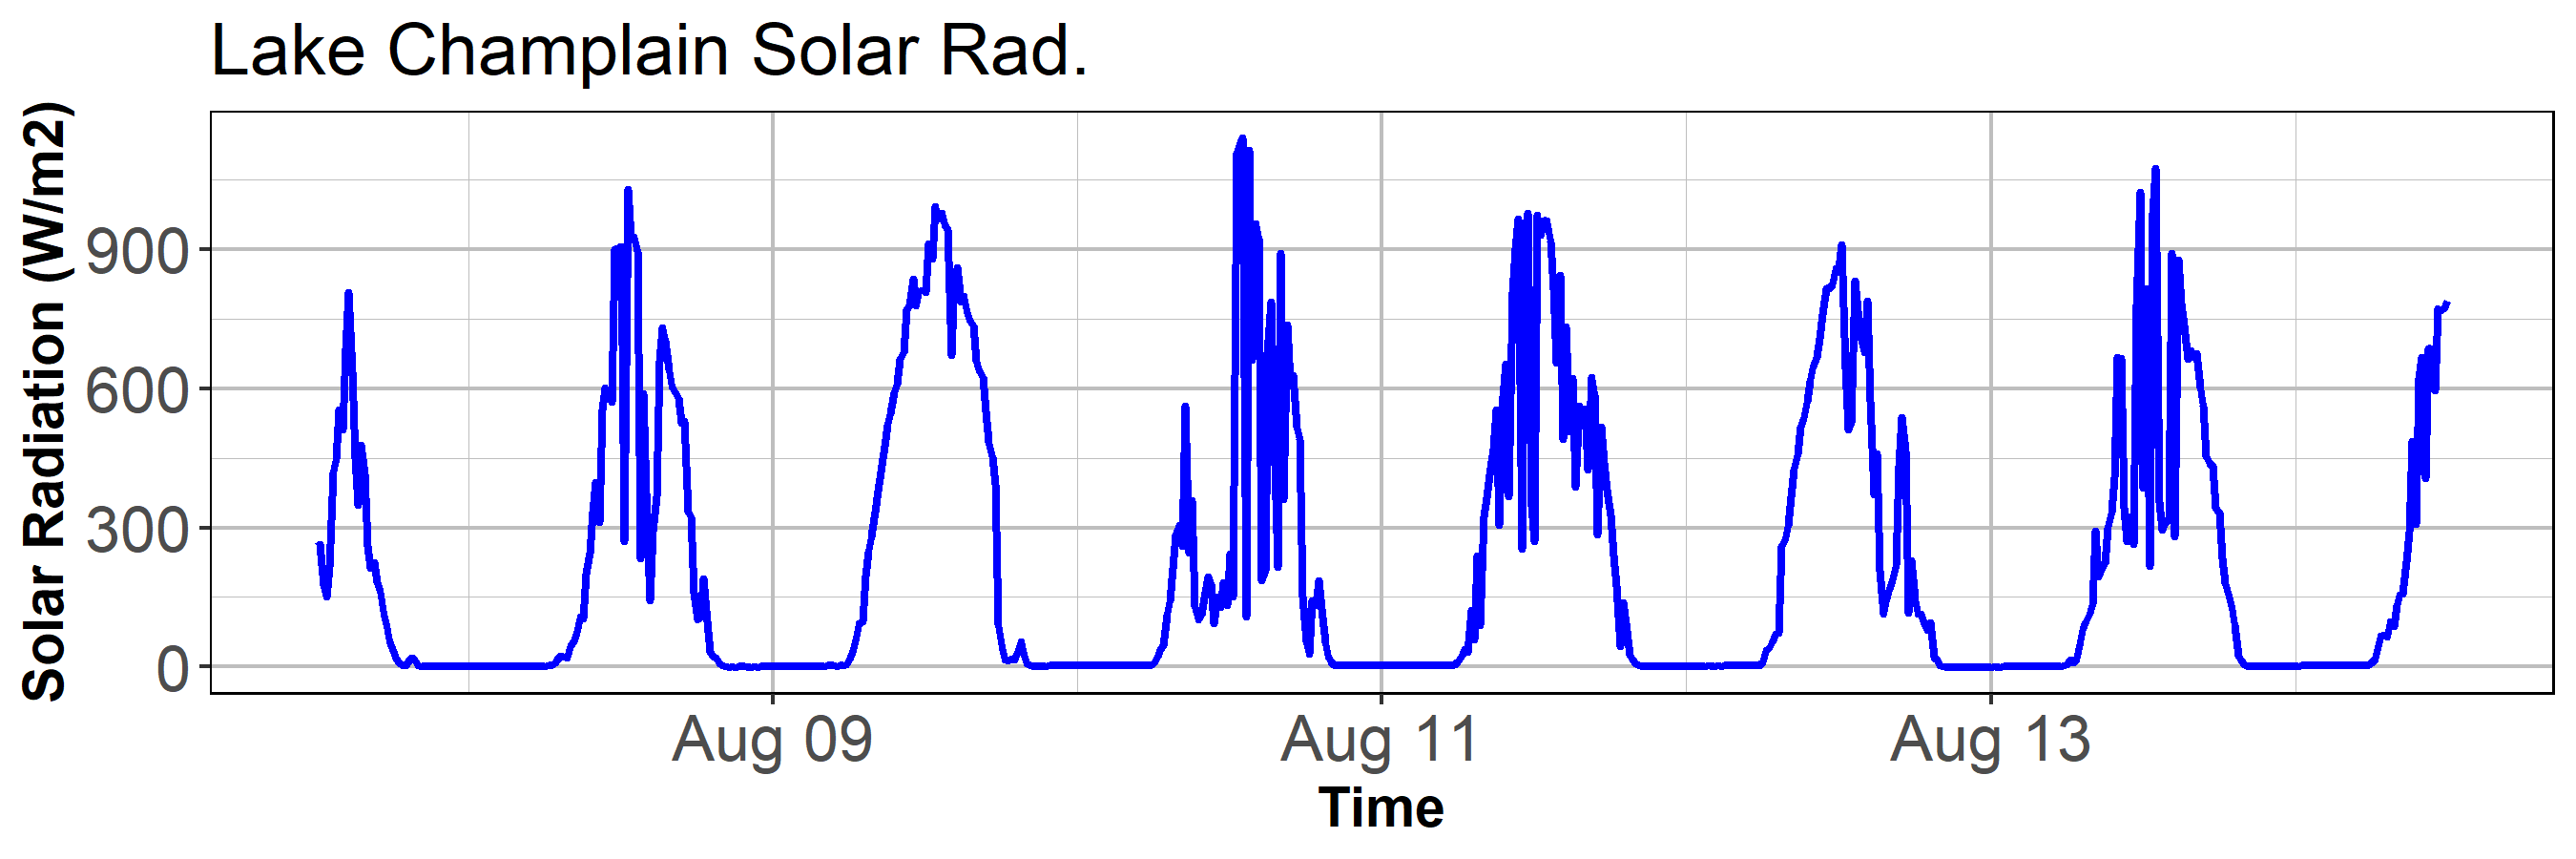 Lake Champlain Solar Rad.
Solar Radiation (W/m2)
900
600
300
0
Aug 09 Aug 11 Aug 13
Time